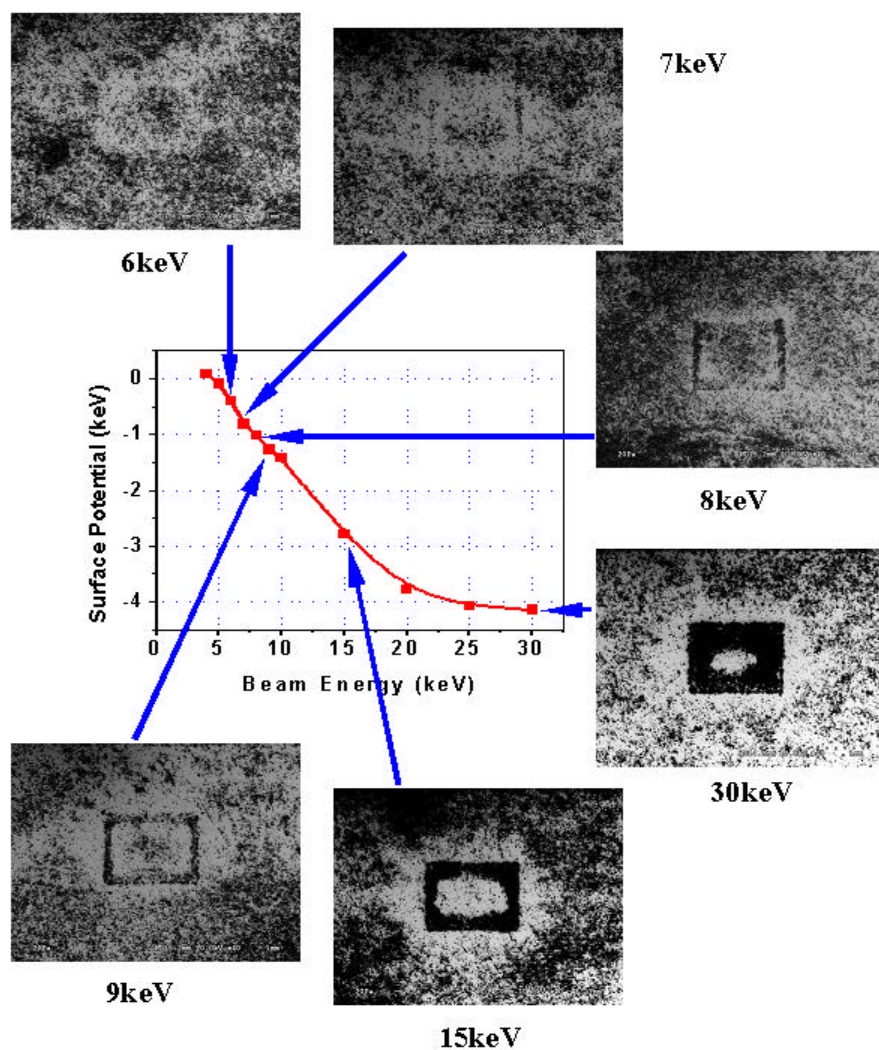 7keV
6keV
8keV
0
-1
-2
-3
-4
Surface Potential (keV)
0 5 10 15 20 25 30
Beam Energy (keV)
30keV
9keV
15keV